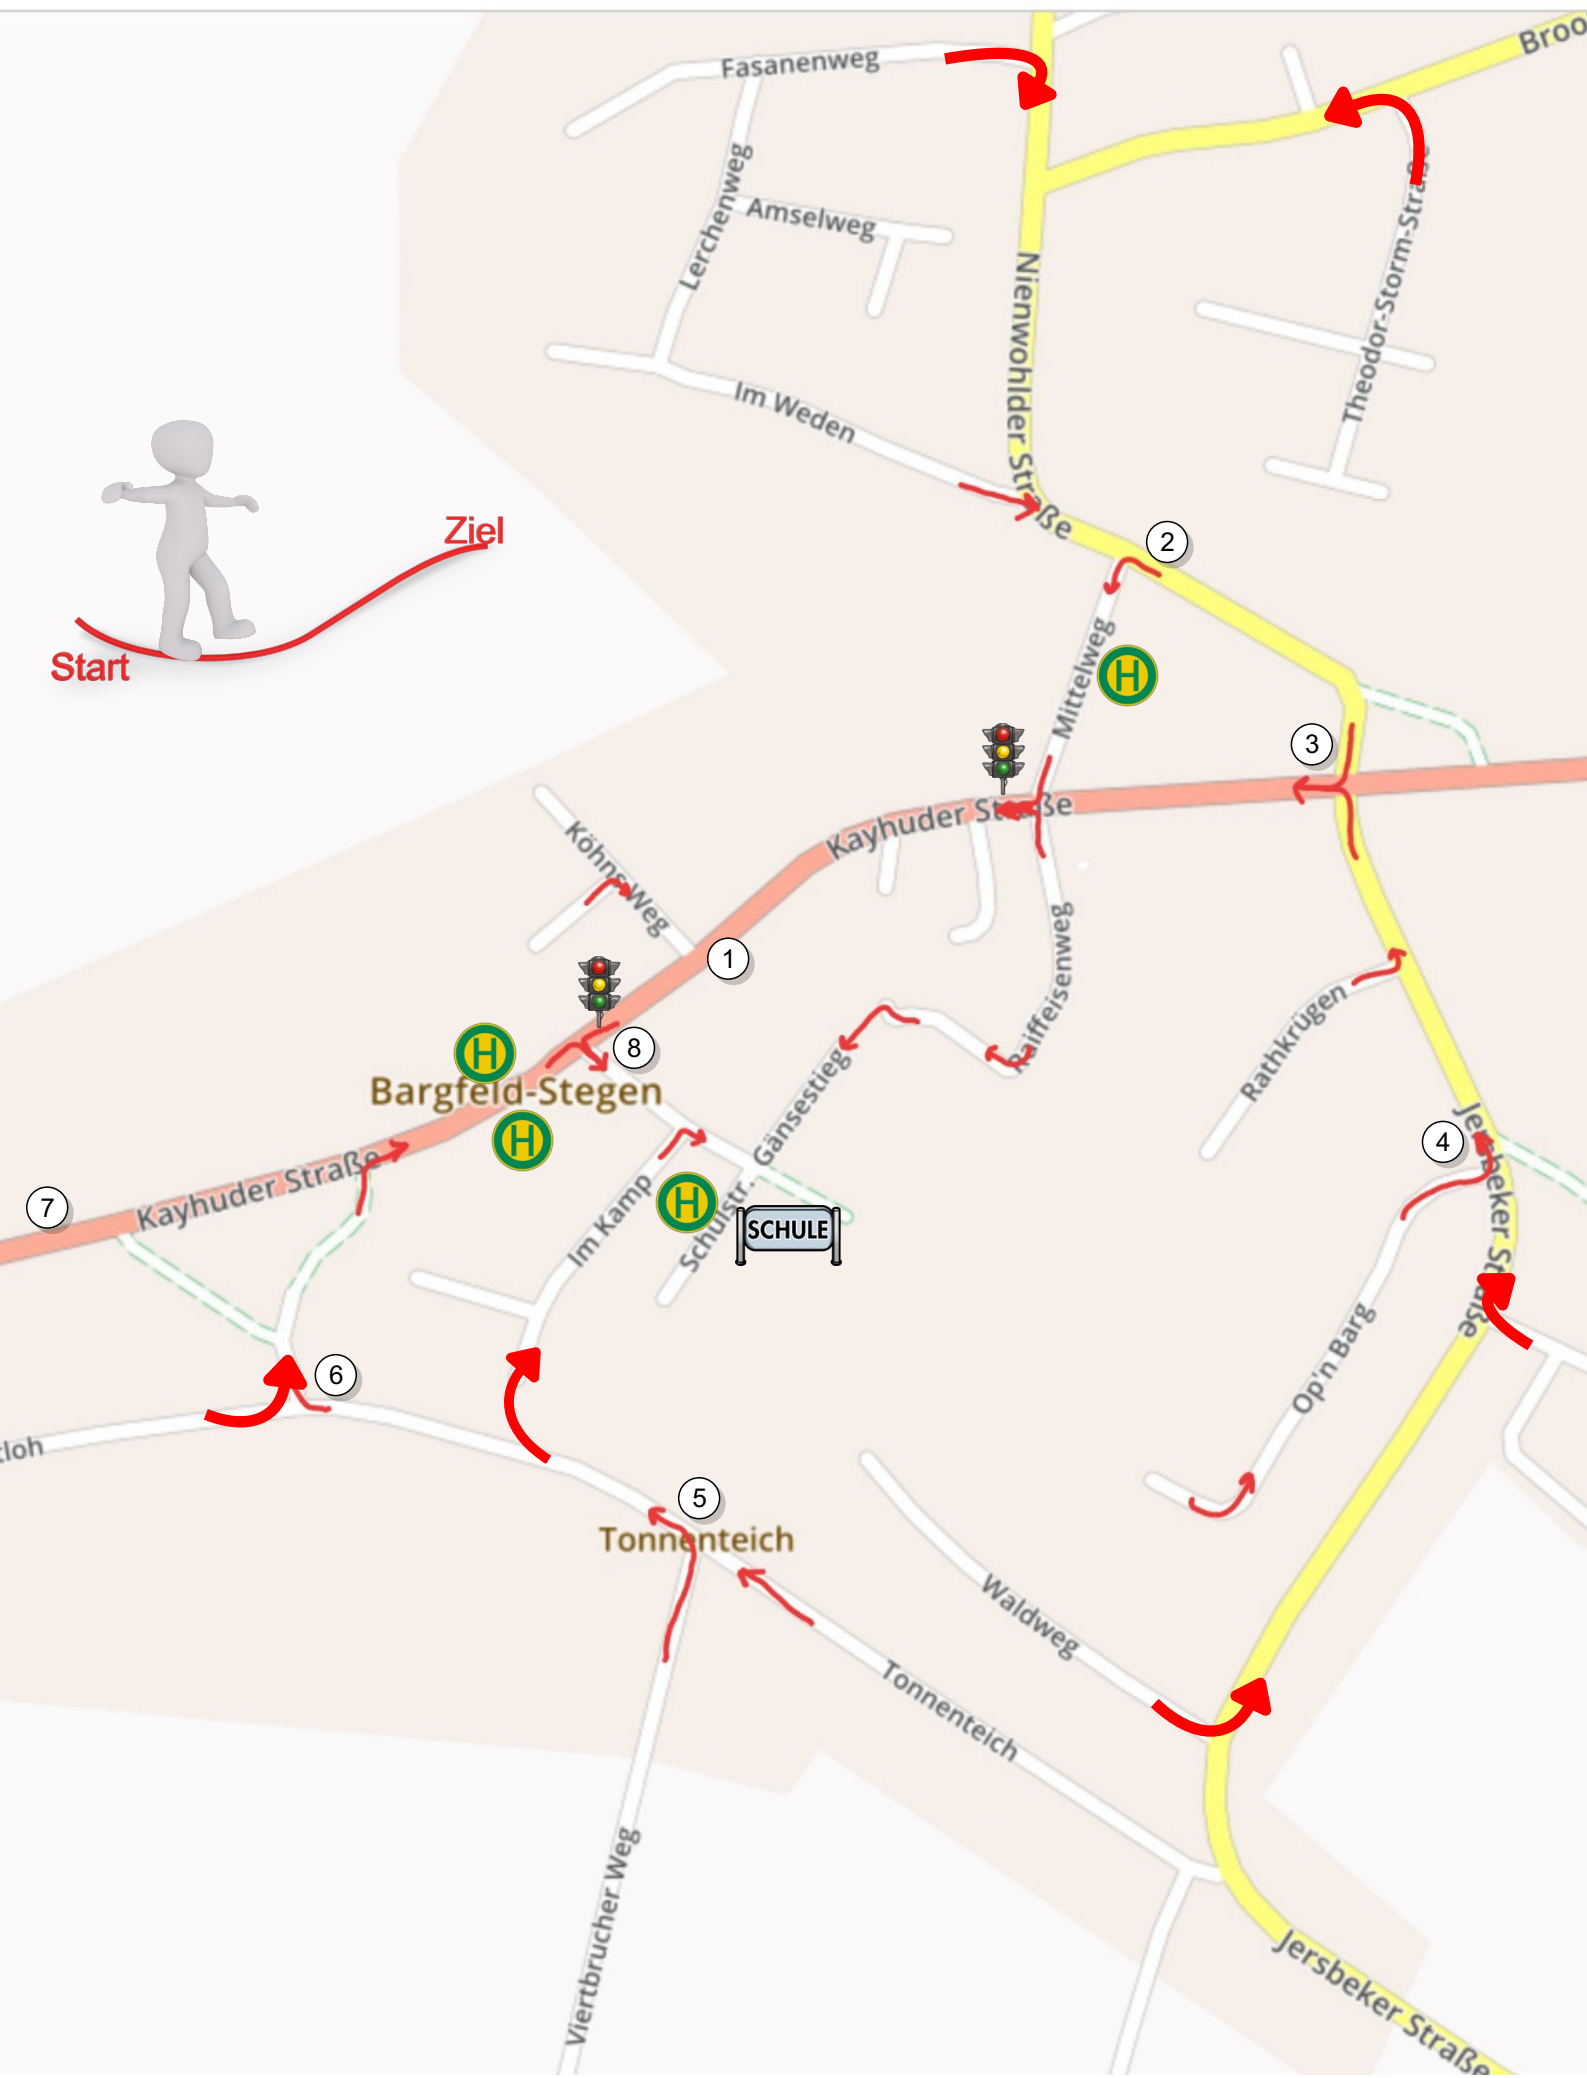 Broo
Fasanenweg
Lerchenweg
Amselweg
Theodor-Storm-Straße
Nienwohlder Straße
Im Weden
Ziel
Start
2
H
Mittelweg
3
Kayhuder Straße
Köhns Weg
1
Raiffeisenweg
Rathkrügen
8
H
Bargfeld-Stegen
H
Gänsestieg
4
Jersbeker Straße
Kayhuder Straße
7
Im Kamp
H
Schulstr.
SCHULE
Op'n Barg
6
tloh
5
Tonnenteich
Waldweg
Tonnenteich
Viertbrucher Weg
Jersbeker Straße